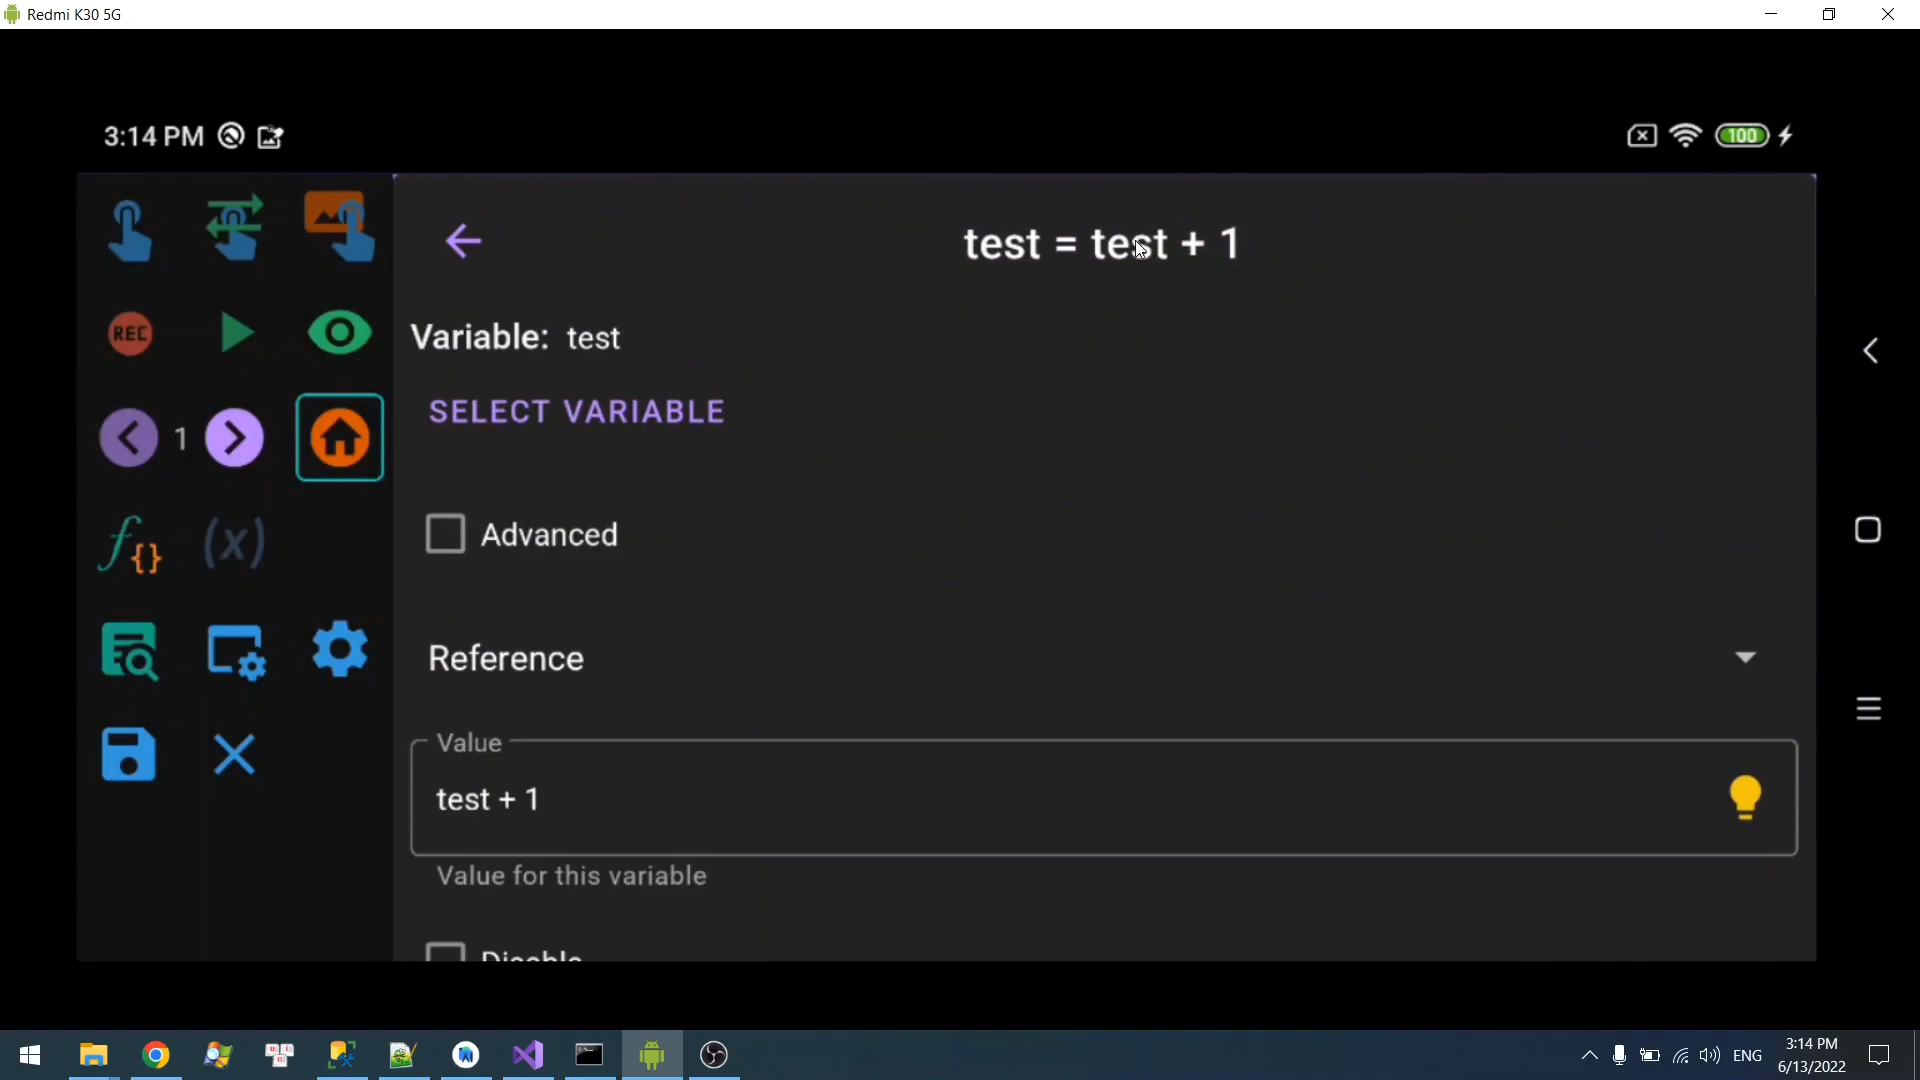 Redmi K30 5G
3:14 PM
100
test = test + 1
REC
Variable: test
1
SELECT VARIABLE
Advanced
Reference
Value
test + 1
Value for this variable
Disable
ENG
3:14 PM
6/13/2022